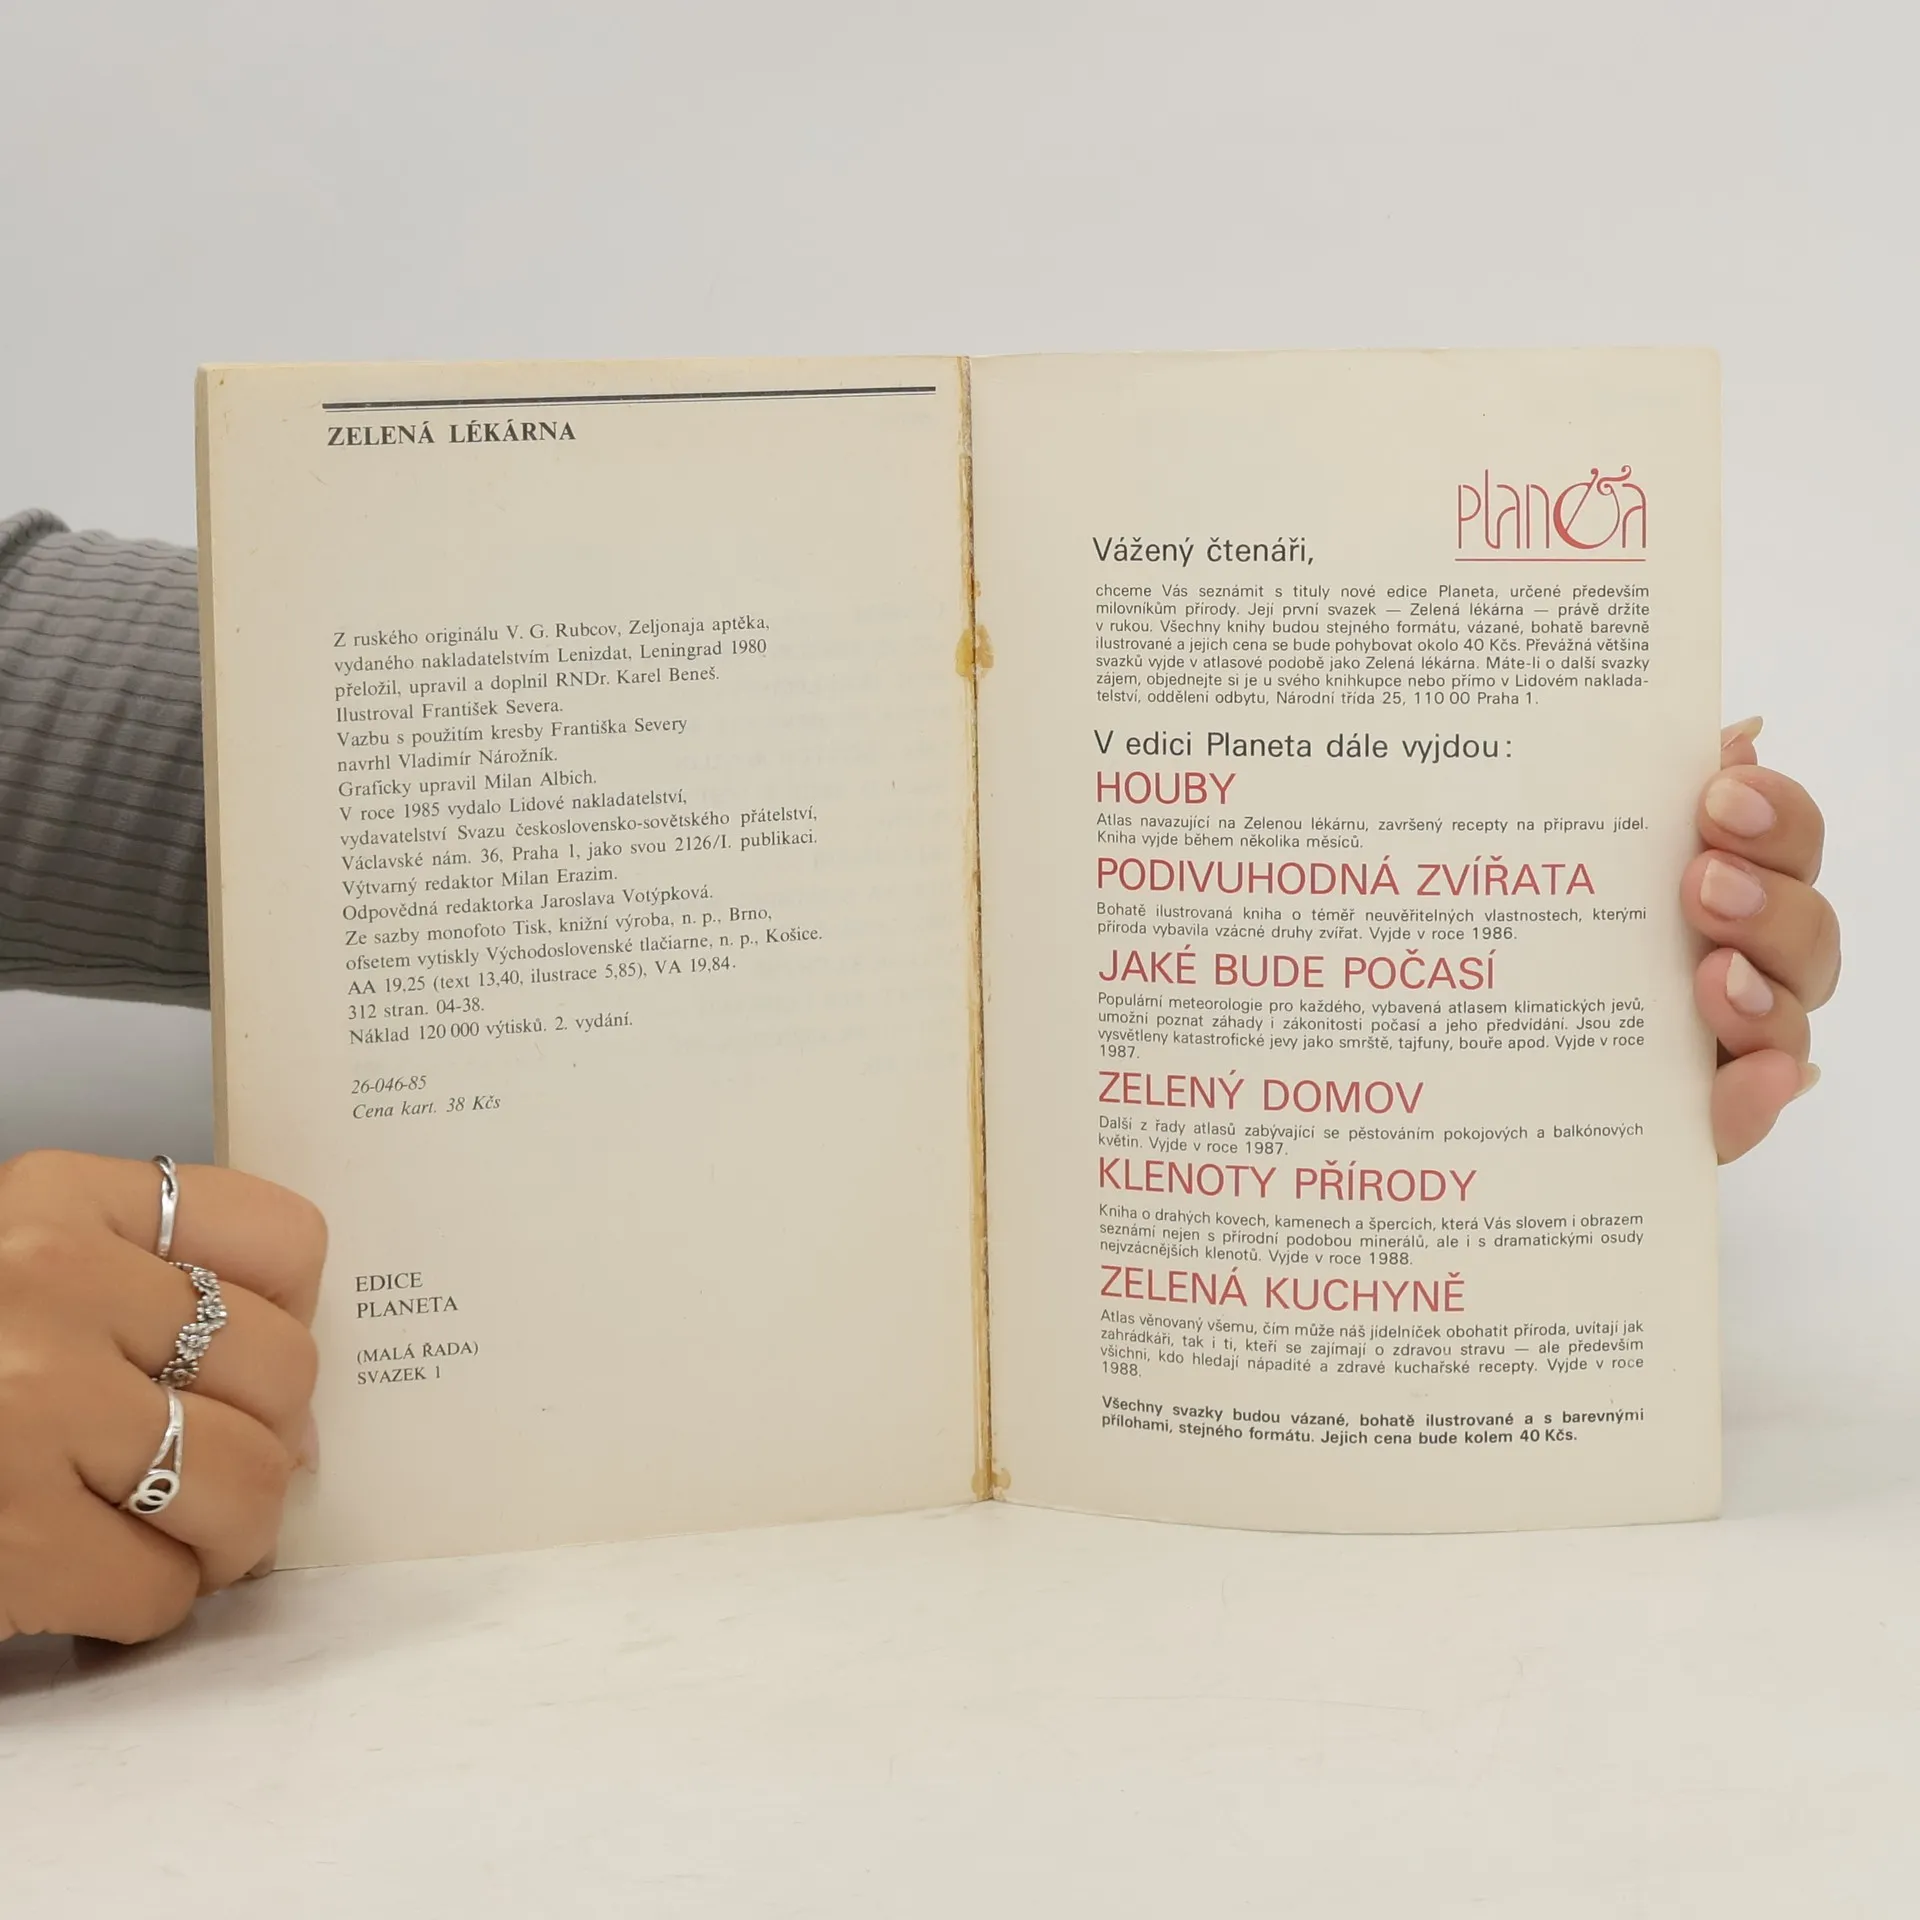 ZELENÁ LÉKÁRNA
Z ruského originálu V. G. Rubcov, Zeljonaja aptěka,
vydaného nakladatelstvím Lenizdat, Leningrad 1980
přeložil, upravil a doplnil RNDr. Karel Beneš.
Ilustroval František Severa.
Vazbu s použitím kresby Františka Severy
navrhl Vladimír Nárožník.
Graficky upravil Milan Albich.
V roce 1985 vydalo Lidové nakladatelství,
vydavatelství Svazu československo-sovětského přátelství,
Václavské nám. 36, Praha 1, jako svou 2126/I. publikaci.
Výtvarný redaktor Milan Erazim.
Odpovědná redaktorka Jaroslava Votýpková.
Ze sazby monofoto Tisk, knižní výroba, n. p., Brno,
ofsetem vytiskly Východoslovenské tlačiarne, n. p., Košice.
AA 19,25 (text 13,40, ilustrace 5,85), VA 19,84.
312 stran. 04-38.
Náklad 120 000 výtisků. 2. vydání.
26-046-85
Cena kart. 38 Kčs
EDICE
PLANETA
(MALÁ ŘADA)
SVAZEK 1
planeta
Vážený čtenáři,
chceme Vás seznámit s tituly nové edice Planeta, určené především
milovníkům přírody. Její první svazek — Zelená lékárna — právě držíte
v rukou. Všechny knihy budou stejného formátu, vázané, bohatě barevně
ilustrované a jejich cena se bude pohybovat okolo 40 Kčs. Převážná většina
svazků vyjde v atlasové podobě jako Zelená lékárna. Máte-li o další svazky
zájem, objednejte si je u svého knihkupce nebo přímo v Lidovém naklada-
telství, oddělení odbytu, Národní třída 25, 110 00 Praha 1.
V edici Planeta dále vyjdou:
HOUBY
Atlas navazující na Zelenou lékárnu, završený recepty na přípravu jídel.
Kniha vyjde během několika měsíců.
PODIVUHODNÁ ZVÍŘATA
Bohatě ilustrovaná kniha o téměř neuvěřitelných vlastnostech, kterými
příroda vybavila vzácné druhy zvířat. Vyjde v roce 1986.
JAKÉ BUDE POČASÍ
Populární meteorologie pro každého, vybavená atlasem klimatických jevů,
umožní poznat záhady i zákonitosti počasí a jeho předvídání. Jsou zde
vysvětleny katastrofické jevy jako smrště, tajfuny, bouře apod. Vyjde v roce
1987.
ZELENÝ DOMOV
Další z řady atlasů zabývající se pěstováním pokojových a balkónových
květin. Vyjde v roce 1987.
KLENOTY PŘÍRODY
Kniha o drahých kovech, kamenech a špercích, která Vás slovem i obrazem
seznámí nejen s přírodní podobou minerálů, ale i s dramatickými osudy
nejvzácnějších klenotů. Vyjde v roce 1988.
ZELENÁ KUCHYNĚ
Atlas věnovaný všemu, čím může náš jídelníček obohatit příroda, uvítají jak
zahrádkáři, tak i ti, kteří se zajímají o zdravou stravu — ale především
všichni, kdo hledají nápadité a zdravé kuchařské recepty. Vyjde v roce
1988.
Všechny svazky budou vázané, bohatě ilustrované a s barevnými
přílohami, stejného formátu. Jejich cena bude kolem 40 Kčs.